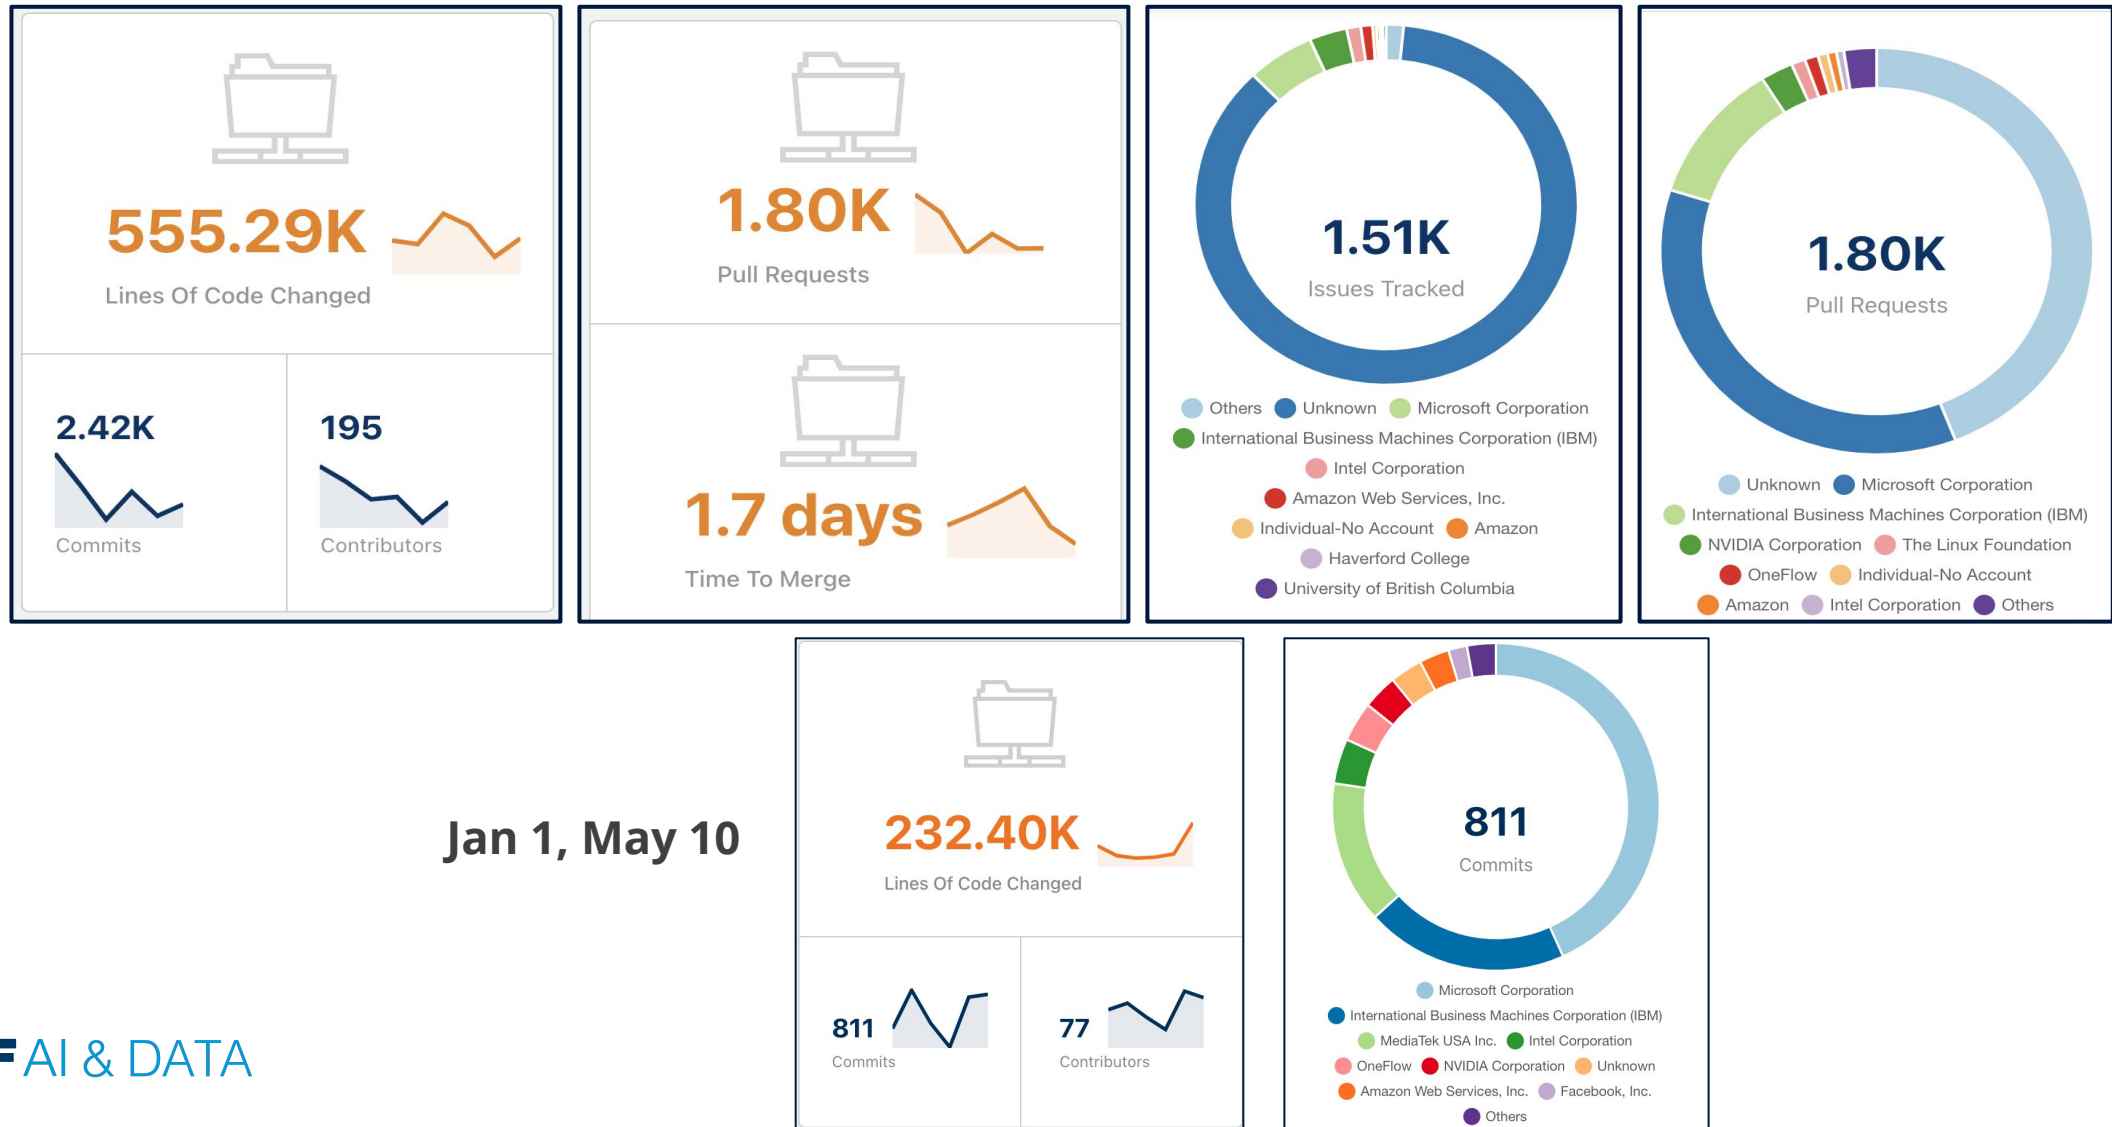 555.29K
Lines Of Code Changed
2.42K
Commits
195
Contributors
1.80K
Pull Requests
1.7 days
Time To Merge
1.51K
Issues Tracked
Others Unknown Microsoft Corporation
International Business Machines Corporation (IBM)
Intel Corporation
Amazon Web Services, Inc.
Individual-No Account Amazon
Haverford College
University of British Columbia
1.80K
Pull Requests
Unknown Microsoft Corporation
International Business Machines Corporation (IBM)
NVIDIA Corporation The Linux Foundation
OneFlow Individual-No Account
Amazon Intel Corporation Others
Jan 1, May 10
232.40K
Lines Of Code Changed
811
Commits
77
Contributors
811
Commits
Microsoft Corporation
International Business Machines Corporation (IBM)
MediaTek USA Inc. Intel Corporation
OneFlow NVIDIA Corporation Unknown
Amazon Web Services, Inc. Facebook, Inc.
Others
F AI & DATA